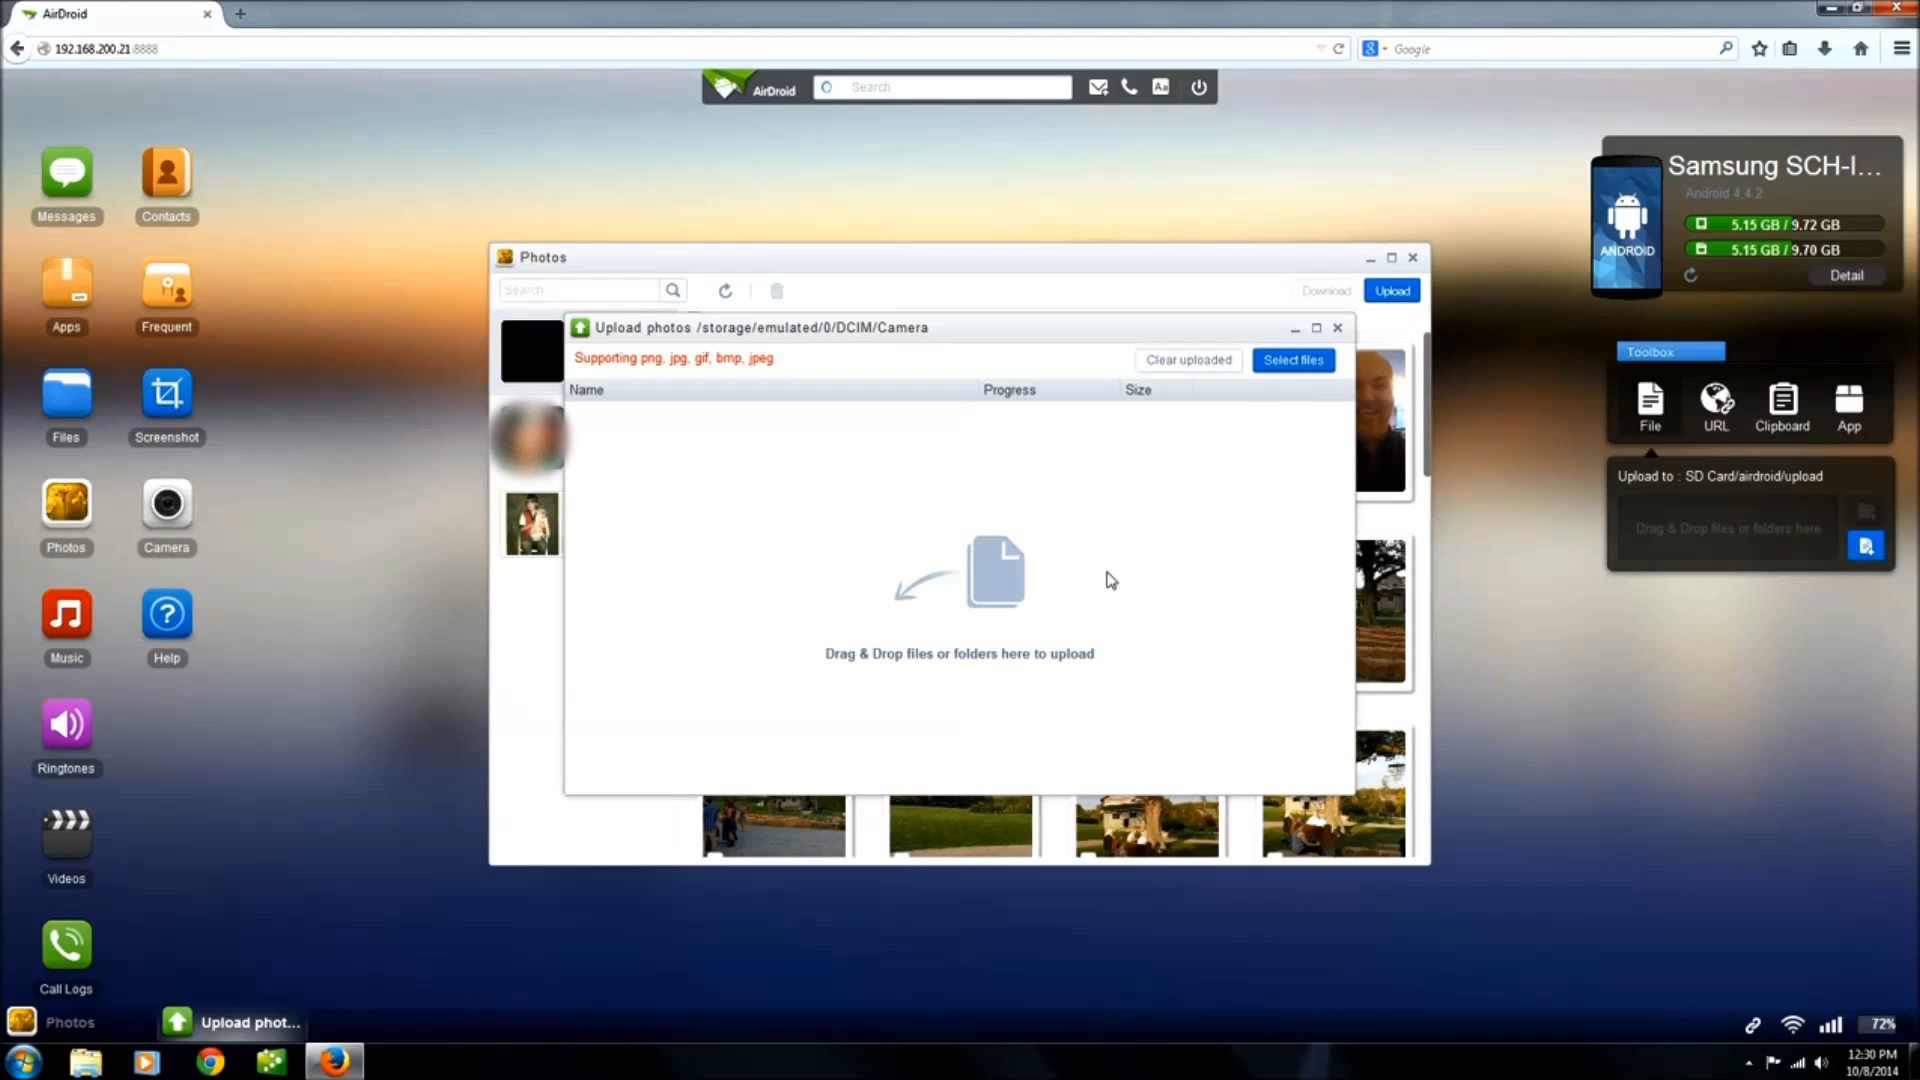 AirDroid
192.168.200.21:8888
Google
AirDroid
Search
Messages
Contacts
Apps
Frequent
Files
Screenshot
Photos
Camera
Music
Help
Ringtones
Videos
Call Logs
Photos
Search
Download
Upload
Upload photos /storage/emulated/0/DCIM/Camera
Supporting png, jpg, gif, bmp, jpeg
Clear uploaded
Select files
Name
Progress
Size
Drag & Drop files or folders here to upload
Samsung SCH-I...
Android 4.4.2
5.15 GB / 9.72 GB
ANDROID
5.15 GB / 9.70 GB
Detail
Toolbox
File
URL
Clipboard
App
Upload to : SD Card/airdroid/upload
Drag & Drop files or folders here
Photos
Upload phot...
72%
12:30 PM
10/8/2014